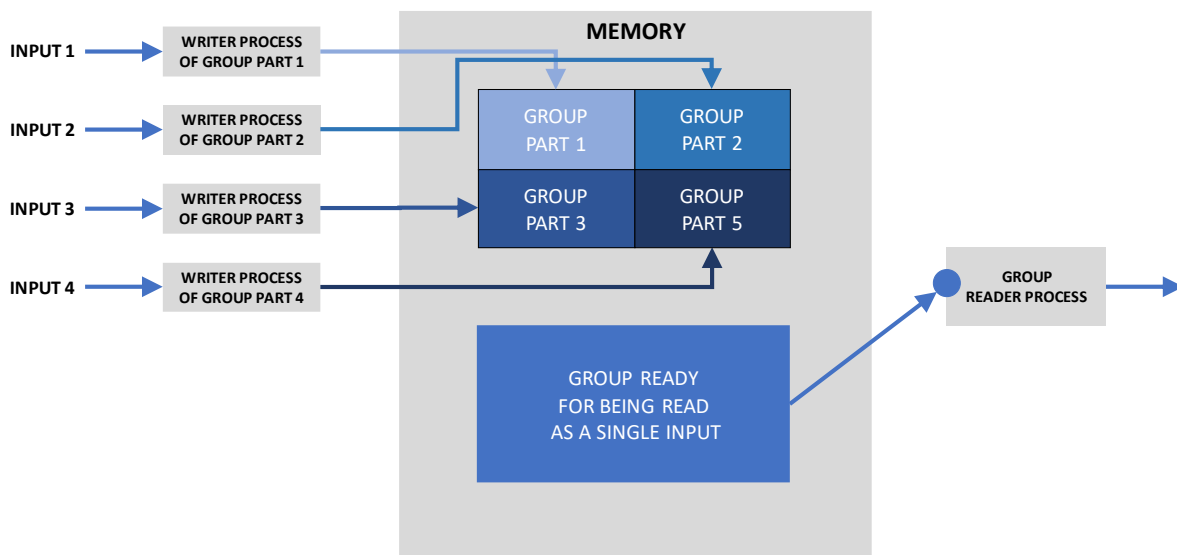 MEMORY
INPUT 1
WRITER PROCESS
OF GROUP PART 1
INPUT 2
WRITER PROCESS
OF GROUP PART 2
INPUT 3
WRITER PROCESS
OF GROUP PART 3
INPUT 4
WRITER PROCESS
OF GROUP PART 4
GROUP
PART 1
GROUP
PART 2
GROUP
PART 3
GROUP
PART 5
GROUP READY
FOR BEING READ
AS A SINGLE INPUT
GROUP
READER PROCESS